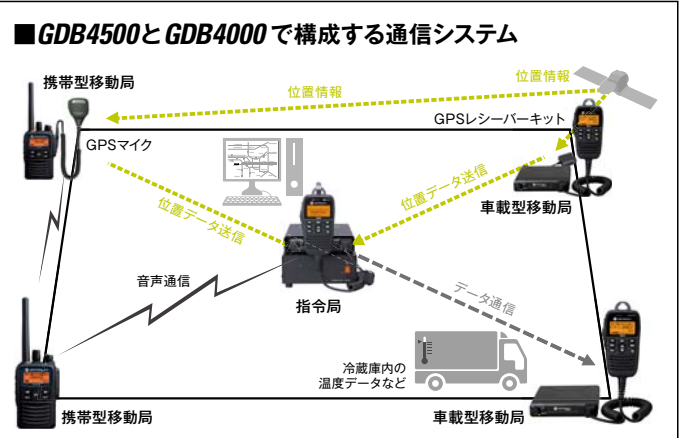 ■GDB4500とGDB4000で構成する通信システム
携帯型移動局
位置情報
位置情報
GPSレシーバーキット
GPSマイク
位置データ送信
位置データ送信
車載型移動局
音声通信
指令局
データ通信
冷蔵庫内の
温度データなど
携帯型移動局
車載型移動局